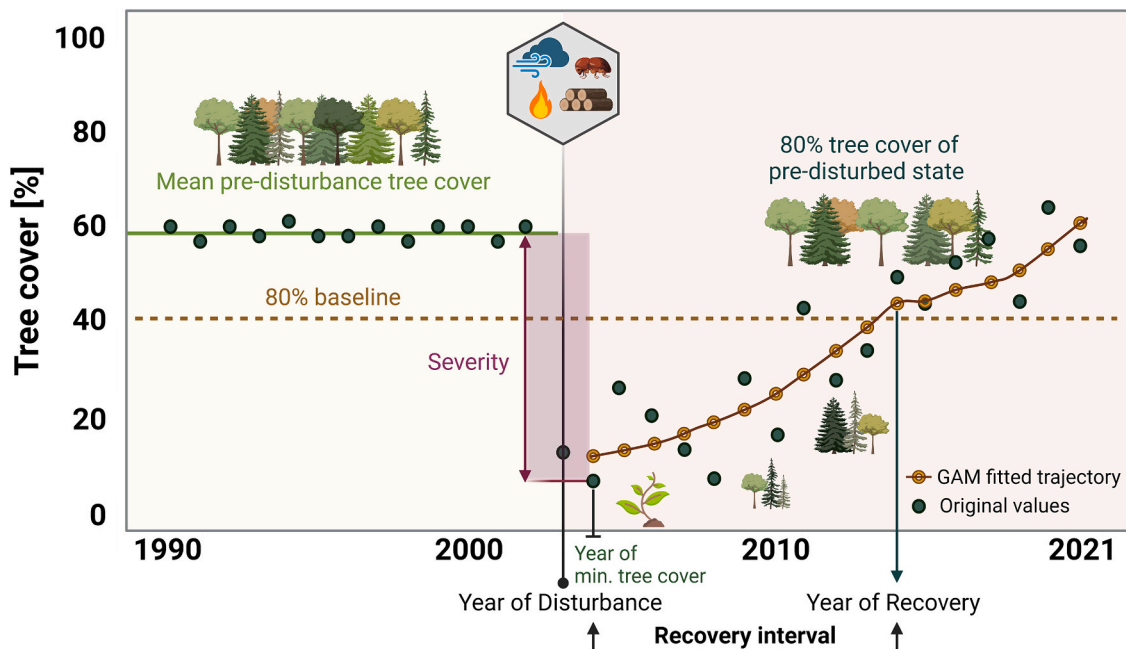 100
80
60
40
20
0
Tree cover [%]
Mean pre-disturbance tree cover
80% tree cover of
pre-disturbed state
80% baseline
Severity
GAM fitted trajectory
Original values
1990
2000
2010
2021
Year of
min. tree cover
Year of Disturbance
Year of Recovery
Recovery interval